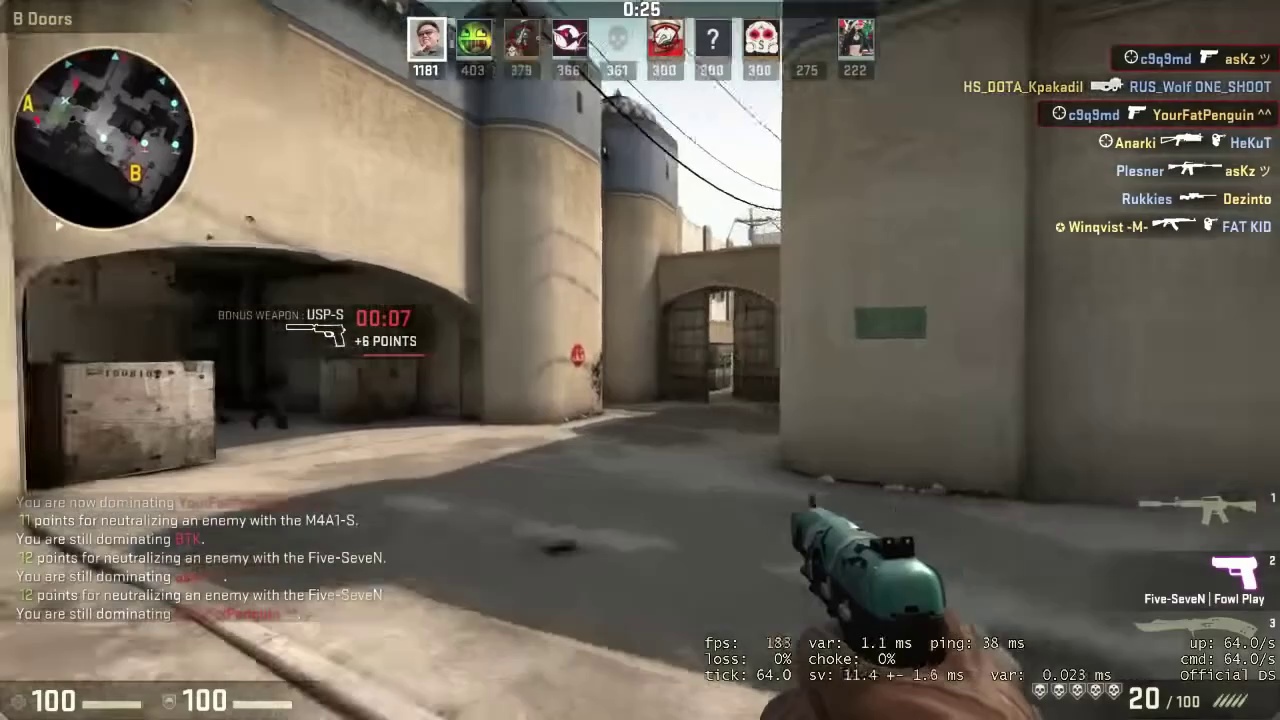 B Doors
0:25
1181 403 379 366 361 300 300 300 275 222
?
A
B
c9q9md asKz ツ
HS_DOTA_Kpakadil RUS_Wolf ONE_SHOOT
c9q9md YourFatPenguin ^^
Anarki HeKuT
Plesner asKz ツ
Rukkies Dezinto
Winqvist -M- FAT KID
BONUS WEAPON : USP-S 00:07
+6 POINTS
You are now dominating
11 points for neutralizing an enemy with the M4A1-S.
You are still dominating BTK.
12 points for neutralizing an enemy with the Five-SeveN.
You are still dominating .
12 points for neutralizing an enemy with the Five-SeveN
You are still dominating
1
2
Five-SeveN | Fowl Play
3
fps: 183 var: 1.1 ms ping: 38 ms
loss: 0% choke: 0%
tick: 64.0 sv: 11.4 +- 1.6 ms var: 0.023 ms
up: 64.0/s
cmd: 64.0/s
Official DS
100 100
20 / 100